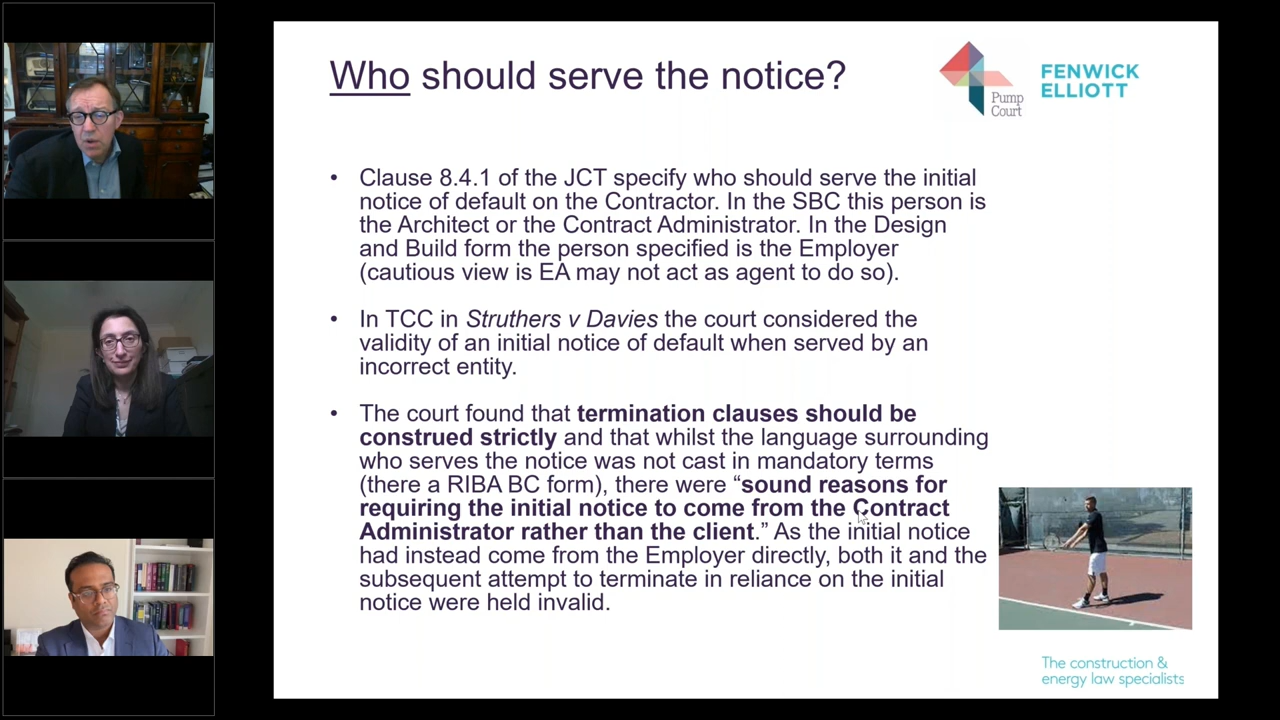 Who should serve the notice?
Pump
Court
FENWICK
ELLIOTT
• Clause 8.4.1 of the JCT specify who should serve the initial
notice of default on the Contractor. In the SBC this person is
the Architect or the Contract Administrator. In the Design
and Build form the person specified is the Employer
(cautious view is EA may not act as agent to do so).
• In TCC in Struthers v Davies the court considered the
validity of an initial notice of default when served by an
incorrect entity.
• The court found that termination clauses should be
construed strictly and that whilst the language surrounding
who serves the notice was not cast in mandatory terms
(there a RIBA BC form), there were “sound reasons for
requiring the initial notice to come from the Contract
Administrator rather than the client.” As the initial notice
had instead come from the Employer directly, both it and the
subsequent attempt to terminate in reliance on the initial
notice were held invalid.
The construction &
energy law specialists